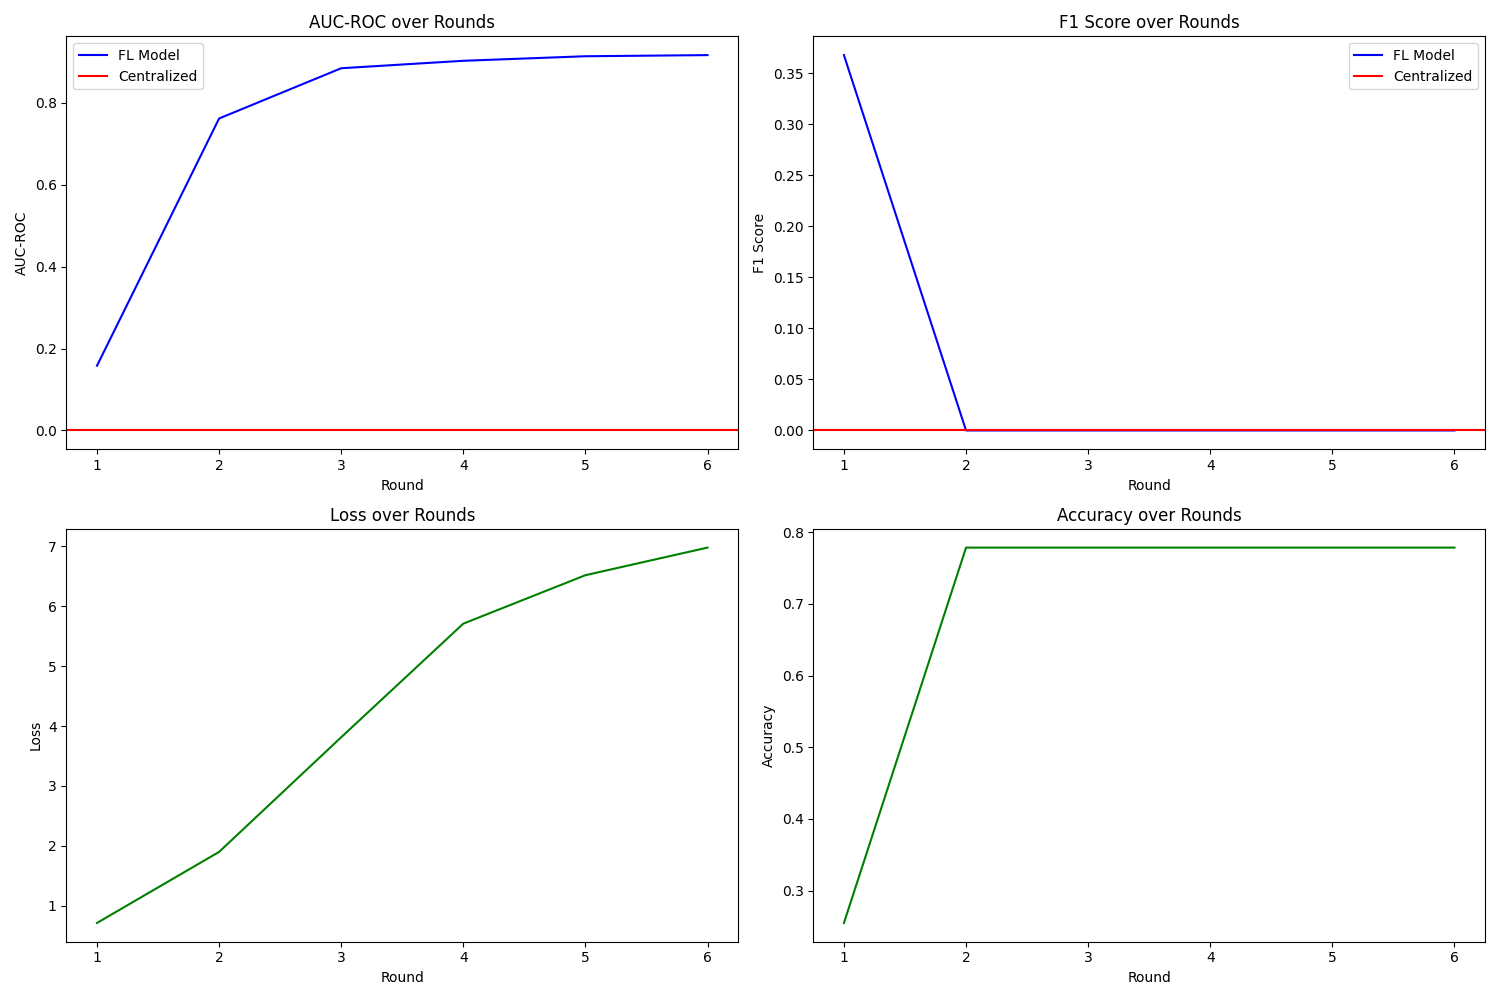 AUC-ROC over Rounds
FL Model
Centralized
AUC-ROC
0.8
0.6
0.4
0.2
0.0
1 2 3 4 5 6
Round
F1 Score over Rounds
FL Model
Centralized
F1 Score
0.35
0.30
0.25
0.20
0.15
0.10
0.05
0.00
1 2 3 4 5 6
Round
Loss over Rounds
Loss
7
6
5
4
3
2
1
1 2 3 4 5 6
Round
Accuracy over Rounds
Accuracy
0.8
0.7
0.6
0.5
0.4
0.3
1 2 3 4 5 6
Round